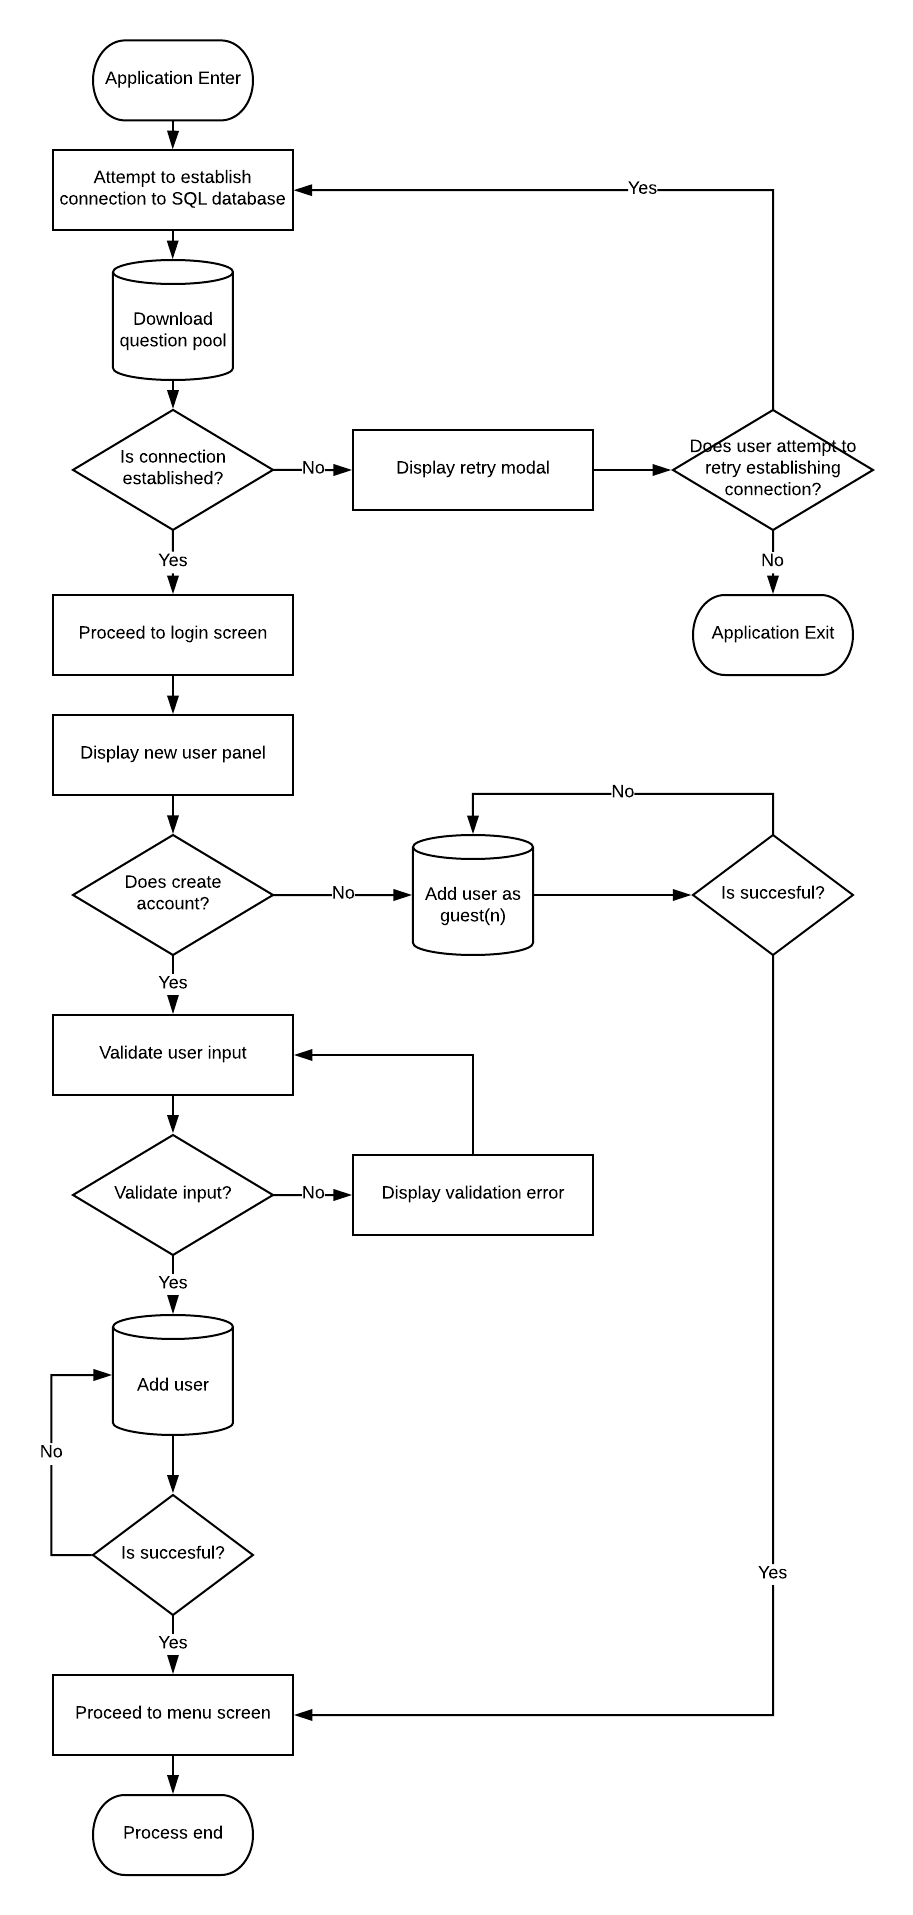 Application Enter
Attempt to establish
connection to SQL database
Yes
Download
question pool
Is connection
established?
No
Display retry modal
Does user attempt to
retry establishing
connection?
Yes
No
Proceed to login screen
Application Exit
Display new user panel
No
Does create
account?
No
Add user as
guest(n)
Is succesful?
Yes
Validate user input
Validate input?
No
Display validation error
Yes
Add user
No
Is succesful?
Yes
Yes
Proceed to menu screen
Process end